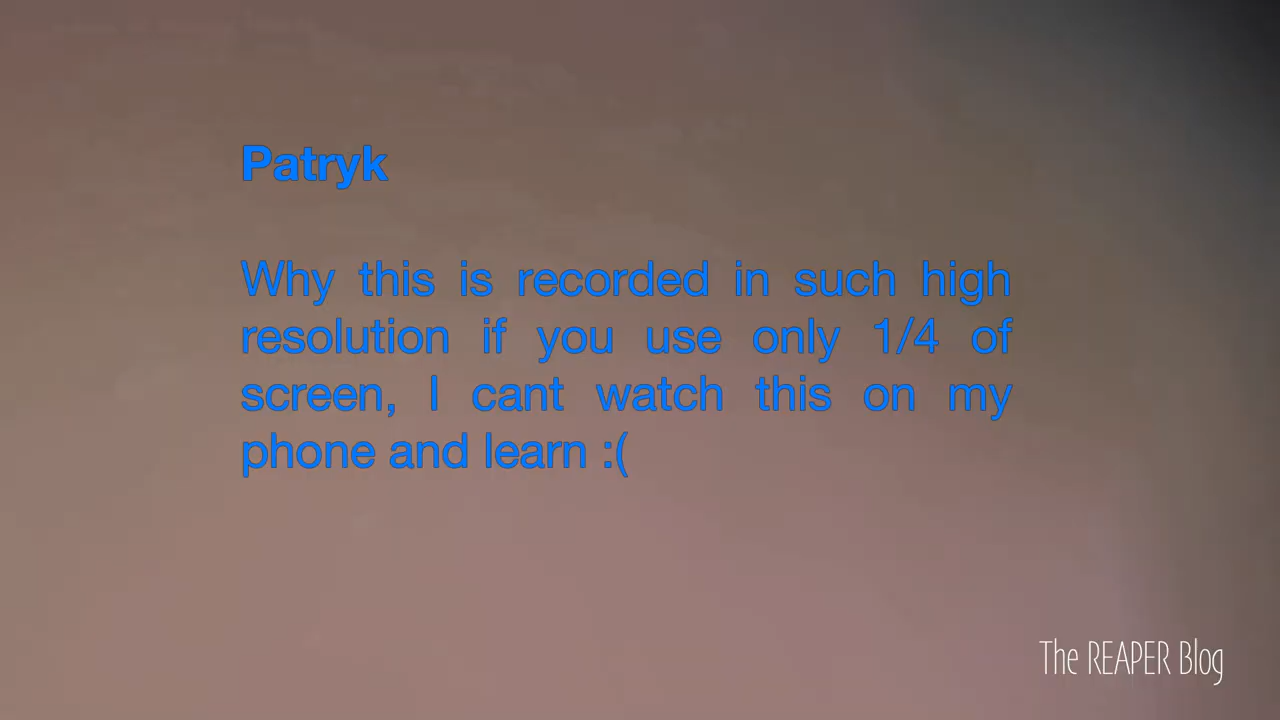 Patryk
Why this is recorded in such high
resolution if you use only 1/4 of
screen, I cant watch this on my
phone and learn :(
The REAPER Blog